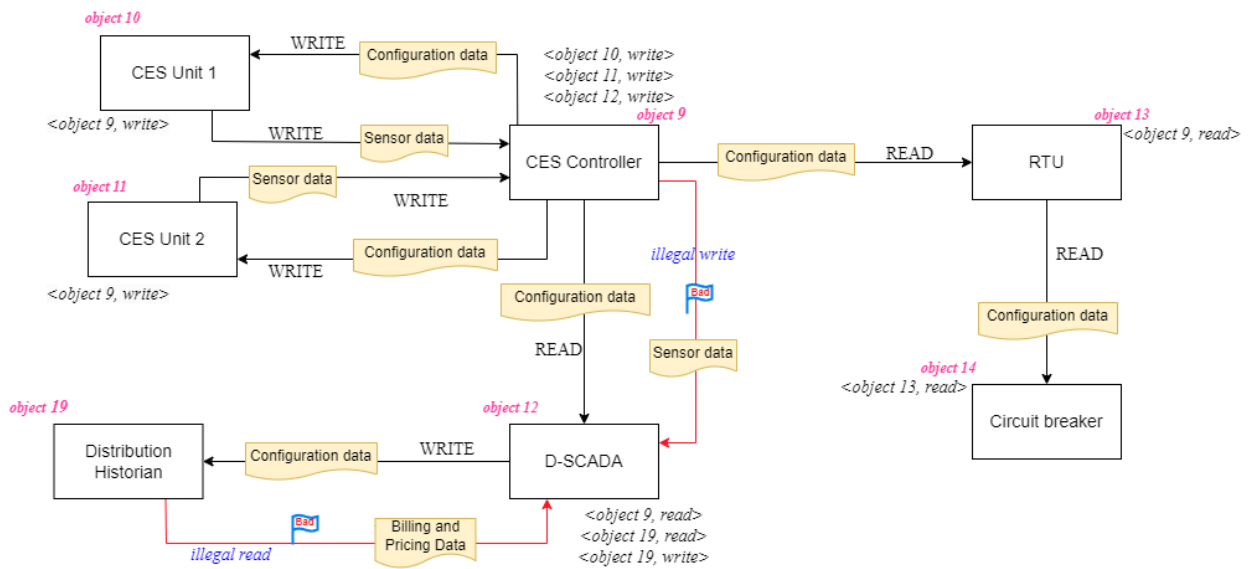 object 10
WRITE
Configuration data
<object 10, write>
<object 11, write>
<object 12, write>
CES Unit 1
object 9
object 13
<object 9, write>
WRITE
Sensor data
<object 9, read>
CES Controller
Configuration data
READ
RTU
object 11
Sensor data
WRITE
CES Unit 2
Configuration data
WRITE
illegal write
READ
<object 9, write>
Bad
Configuration data
Configuration data
READ
Sensor data
object 14
<object 13, read>
object 19
object 12
Circuit breaker
Distribution
Historian
Configuration data
WRITE
D-SCADA
Bad
Billing and
Pricing Data
illegal read
<object 9, read>
<object 19, read>
<object 19, write>